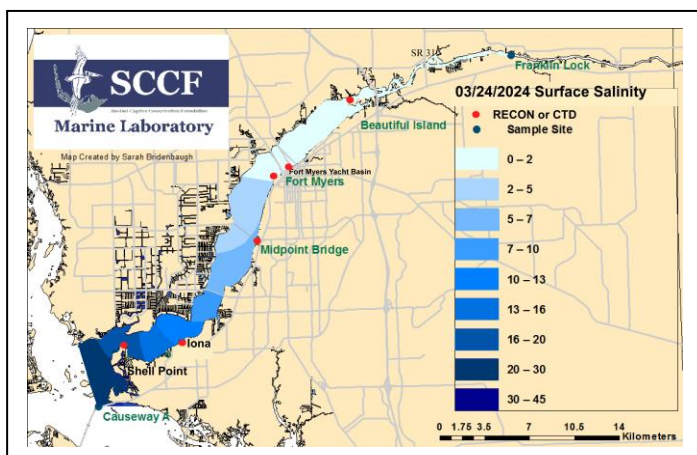 SCCF
Marine Laboratory
Map Created by Sarah Bridenbaugh
SR 31
I-75
Franklin Lock
Beautiful Island
Fort Myers Yacht Basin
Fort Myers
Midpoint Bridge
Iona
Shell Point
Causeway A
03/24/2024 Surface Salinity
RECON or CTD
Sample Site
0 – 2
2 – 5
5 – 7
7 – 10
10 – 13
13 – 16
16 – 20
20 – 30
30 – 45
0 1.75 3.5 7 10.5 14
Kilometers